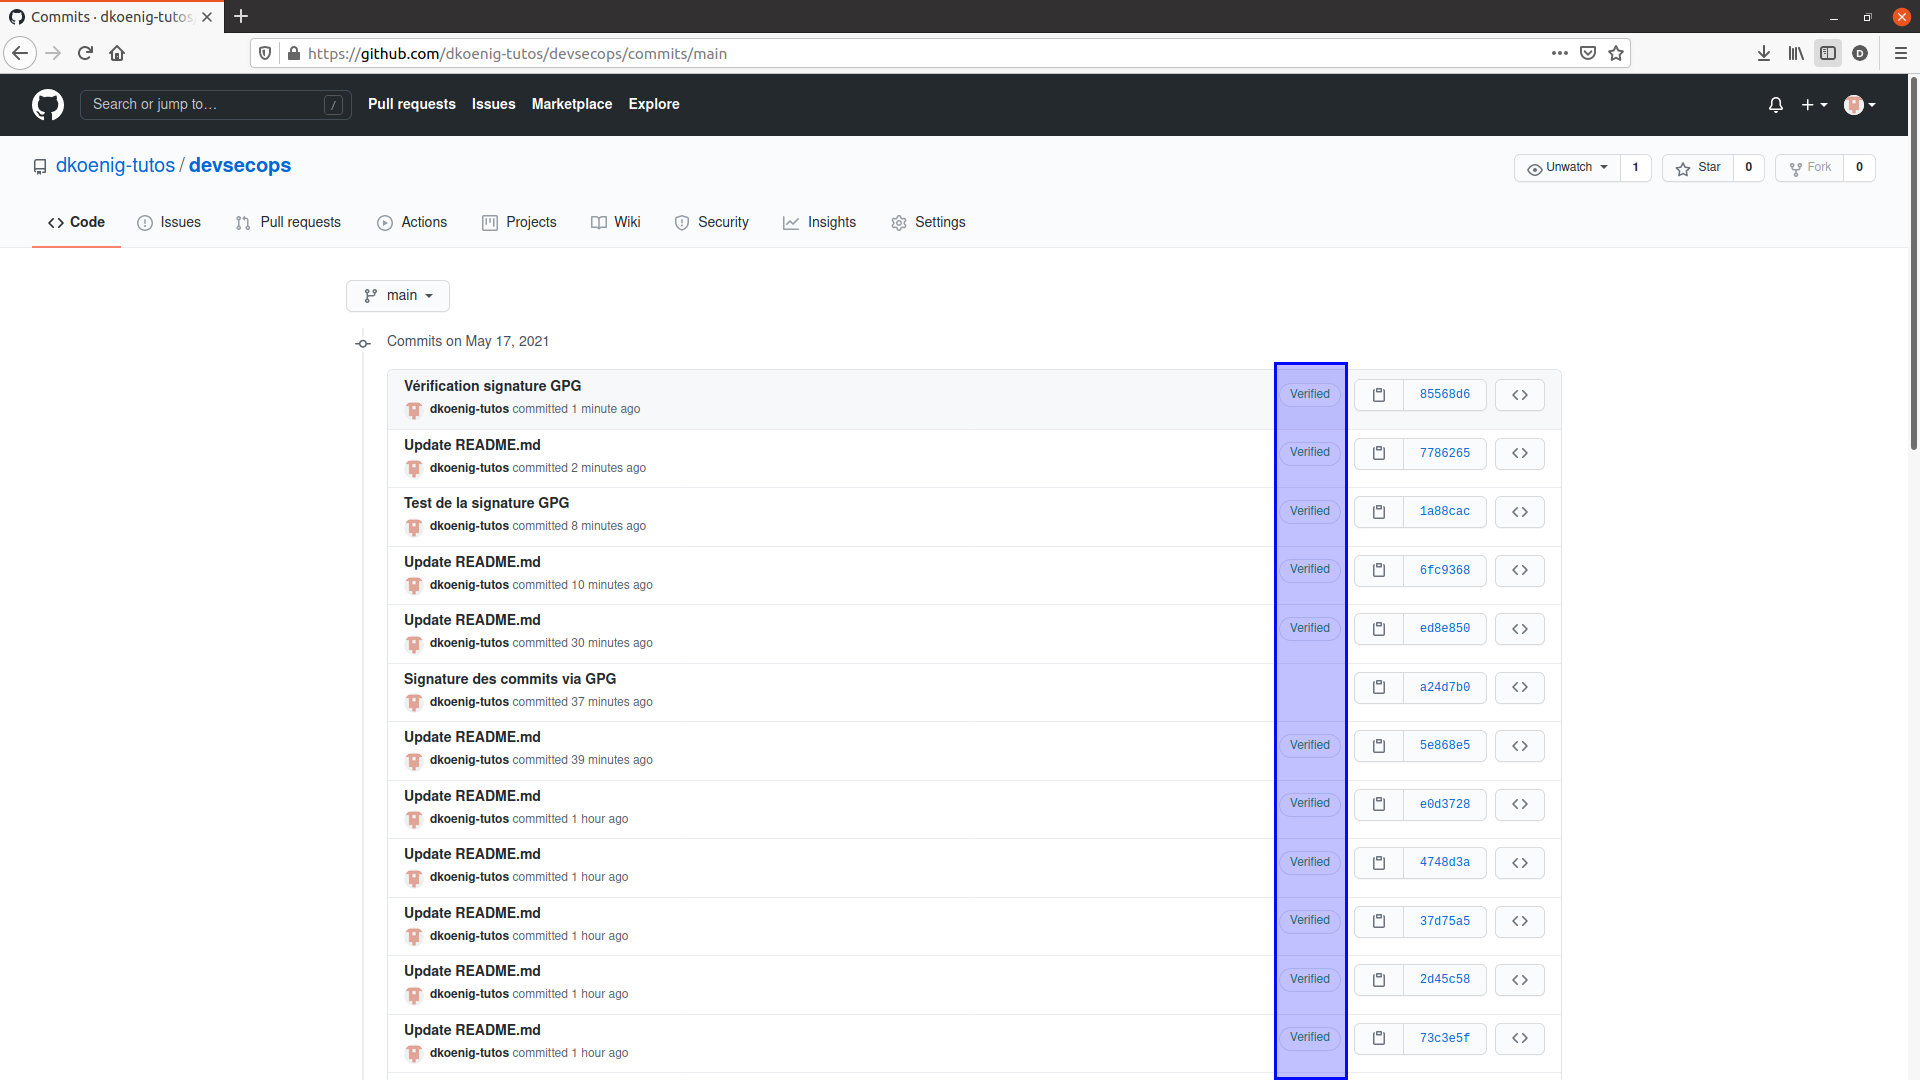 Commits · dkoenig-tutos
https://github.com/dkoenig-tutos/devsecops/commits/main
D
Search or jump to… /
Pull requests Issues Marketplace Explore
dkoenig-tutos / devsecops
Unwatch 1 Star 0 Fork 0
Code Issues Pull requests Actions Projects Wiki Security Insights Settings
main
Commits on May 17, 2021
Vérification signature GPG
dkoenig-tutos committed 1 minute ago
Verified 85568d6
Update README.md
dkoenig-tutos committed 2 minutes ago
Verified 7786265
Test de la signature GPG
dkoenig-tutos committed 8 minutes ago
Verified 1a88cac
Update README.md
dkoenig-tutos committed 10 minutes ago
Verified 6fc9368
Update README.md
dkoenig-tutos committed 30 minutes ago
Verified ed8e850
Signature des commits via GPG
dkoenig-tutos committed 37 minutes ago
a24d7b0
Update README.md
dkoenig-tutos committed 39 minutes ago
Verified 5e868e5
Update README.md
dkoenig-tutos committed 1 hour ago
Verified e0d3728
Update README.md
dkoenig-tutos committed 1 hour ago
Verified 4748d3a
Update README.md
dkoenig-tutos committed 1 hour ago
Verified 37d75a5
Update README.md
dkoenig-tutos committed 1 hour ago
Verified 2d45c58
Update README.md
dkoenig-tutos committed 1 hour ago
Verified 73c3e5f